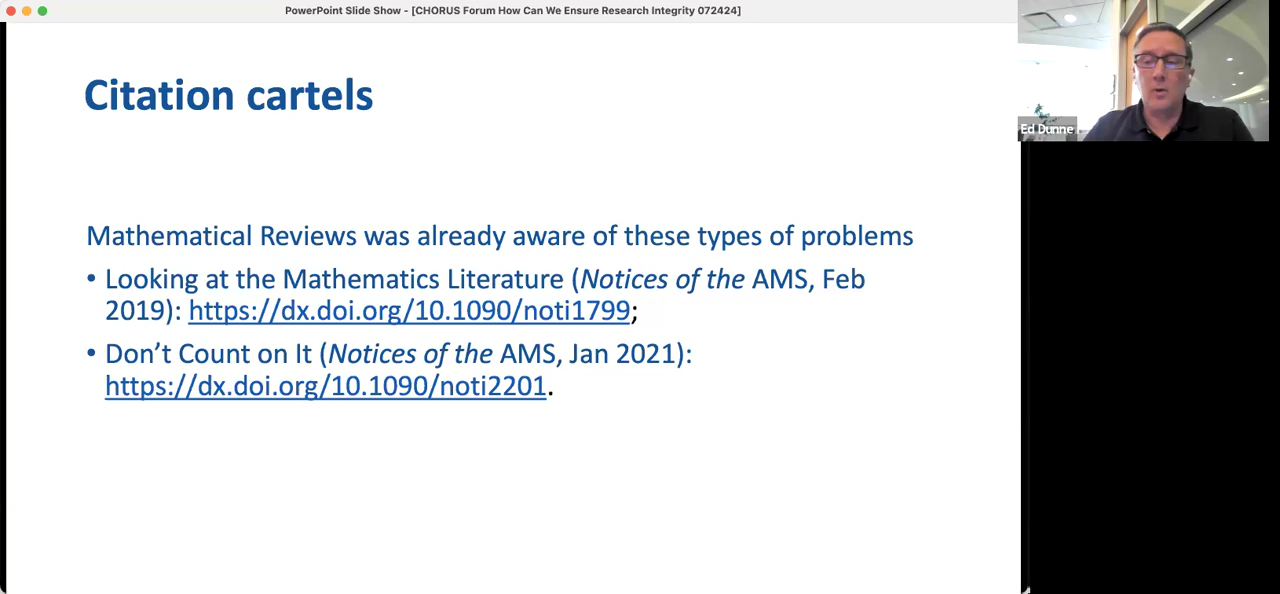 PowerPoint Slide Show - [CHORUS Forum How Can We Ensure Research Integrity 072424]
Citation cartels
Ed Dunne
Mathematical Reviews was already aware of these types of problems
• Looking at the Mathematics Literature (Notices of the AMS, Feb
2019): https://dx.doi.org/10.1090/noti1799;
• Don’t Count on It (Notices of the AMS, Jan 2021):
https://dx.doi.org/10.1090/noti2201.